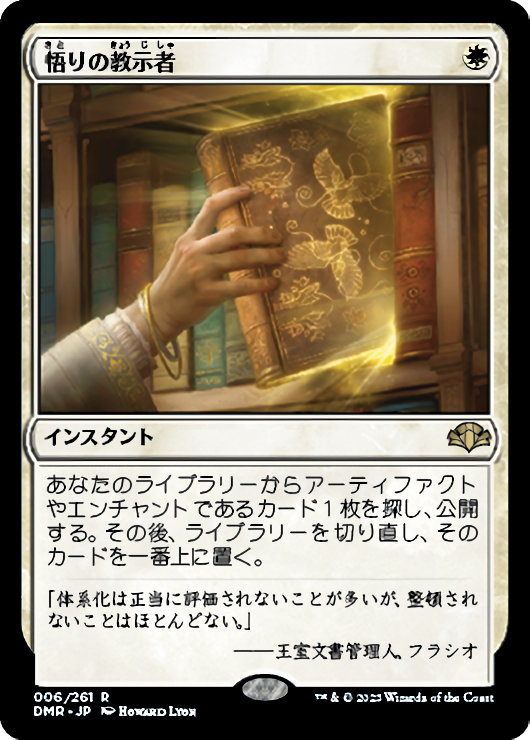 悟りの教示者
インスタント
あなたのライブラリーからアーティファクト
やエンチャントであるカード１枚を探し、公開
する。その後、ライブラリーを切り直し、その
カードを一番上に置く。
「体系化は正当に評価されないことが多いが、整頓され
ないことはほとんどない。」
――王室文書管理人、フラシオ
006/261 R
DMR • JP Howard Lyon
™ & © 2023 Wizards of the Coast